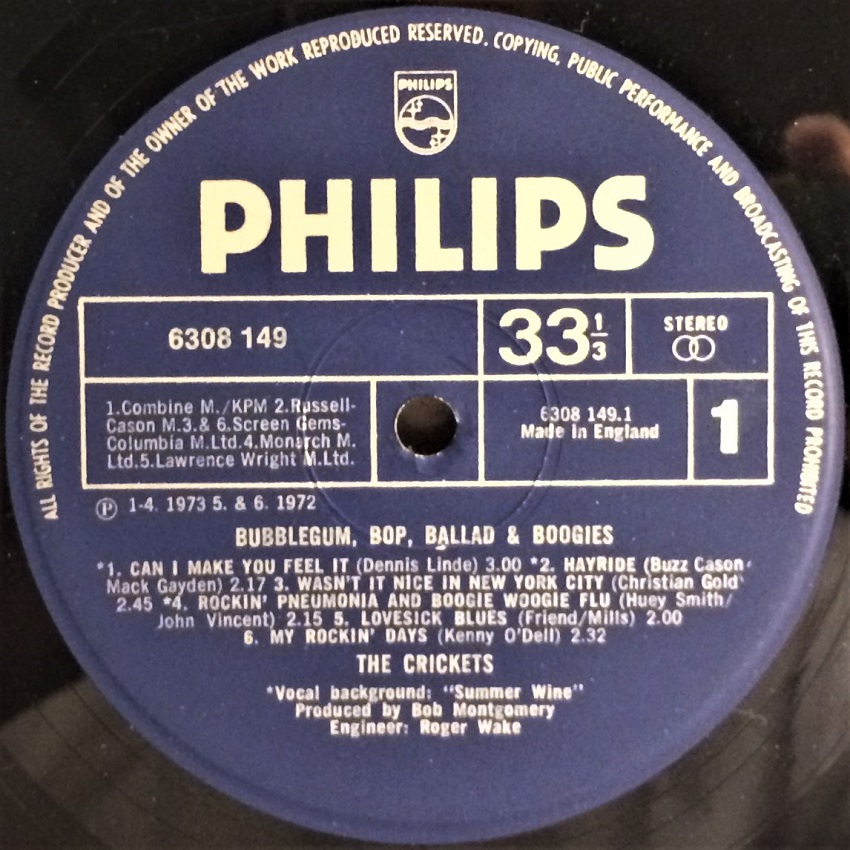 ALL RIGHTS OF THE RECORD PRODUCER AND OF THE OWNER OF THE WORK REPRODUCED RESERVED. COPYING, PUBLIC PERFORMANCE AND BROADCASTING OF THIS RECORD PROHIBITED
PHILIPS
PHILIPS
6308 149
33 1/3
STEREO
1.Combine M./KPM 2.Russell-
Cason M.3.& 6.Screen Gems-
Columbia M.Ltd.4.Monarch M.
Ltd.5.Lawrence Wright M.Ltd.
6308 149.1
Made in England
1
Ⓟ 1-4. 1973 5. & 6. 1972
BUBBLEGUM, BOP, BALLAD & BOOGIES
*1. CAN I MAKE YOU FEEL IT (Dennis Linde) 3.00 *2. HAYRIDE (Buzz Cason/
Mack Gayden) 2.17 3. WASN'T IT NICE IN NEW YORK CITY (Christian Gold)
2.45 *4. ROCKIN' PNEUMONIA AND BOOGIE WOOGIE FLU (Huey Smith/
John Vincent) 2.15 5. LOVESICK BLUES (Friend/Mills) 2.00
6. MY ROCKIN' DAYS (Kenny O'Dell) 2.32
THE CRICKETS
*Vocal background: "Summer Wine"
Produced by Bob Montgomery
Engineer: Roger Wake